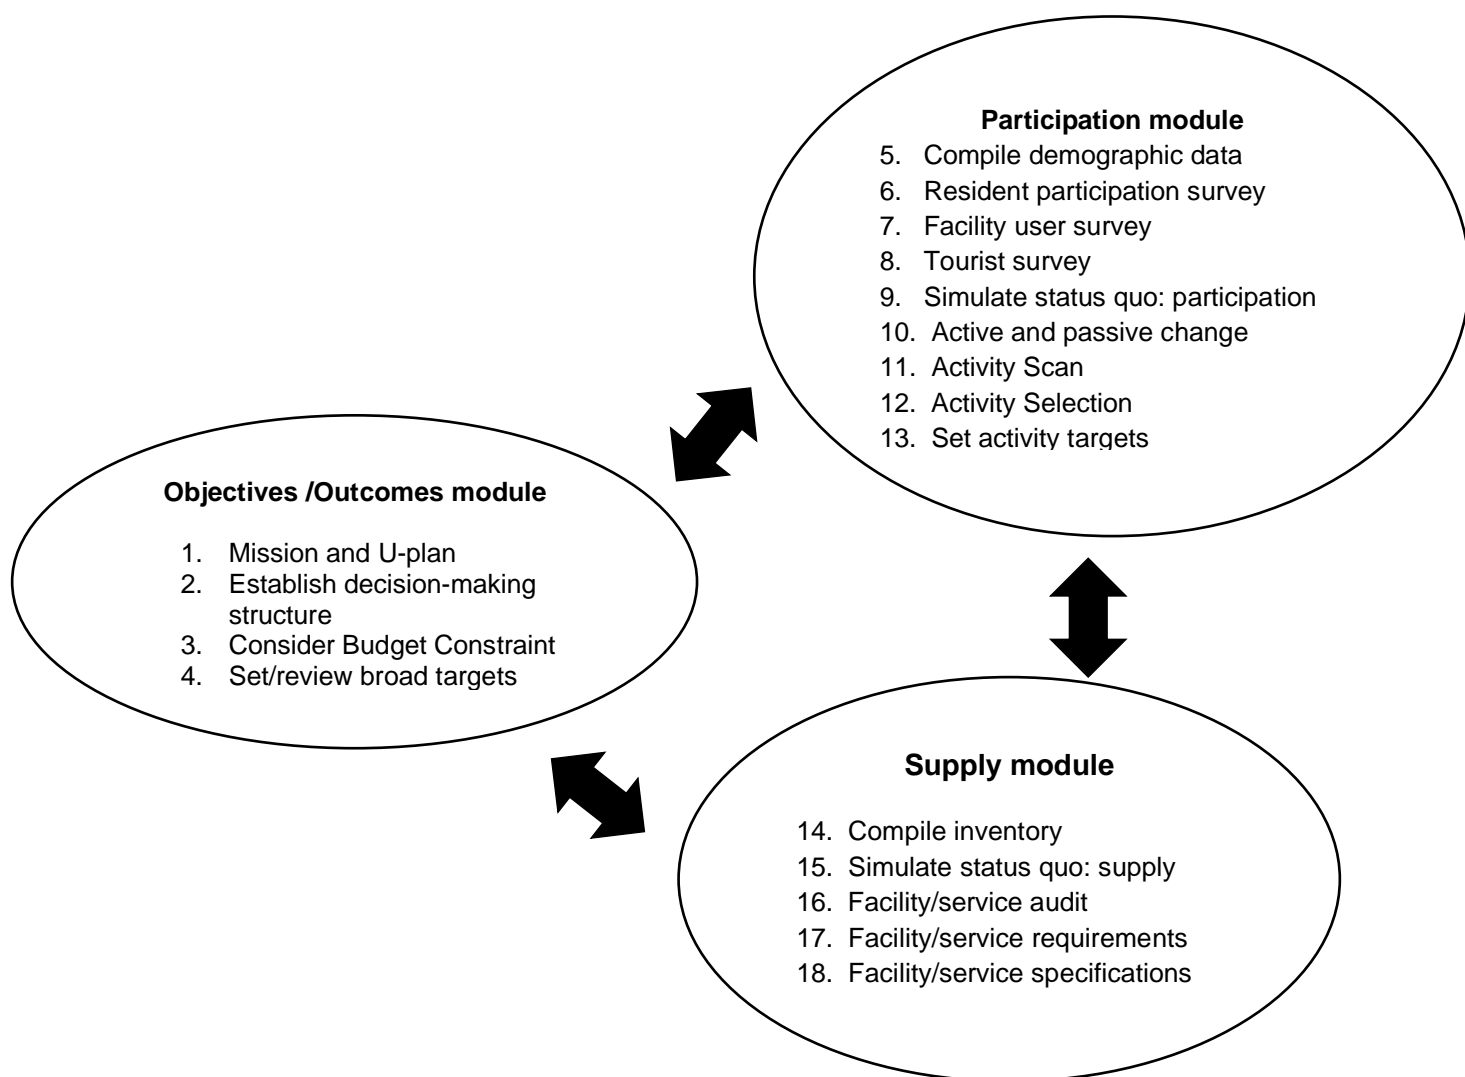 Participation module
5. Compile demographic data
6. Resident participation survey
7. Facility user survey
8. Tourist survey
9. Simulate status quo: participation
10. Active and passive change
11. Activity Scan
12. Activity Selection
13. Set activity targets
Objectives /Outcomes module
1. Mission and U-plan
2. Establish decision-making
structure
3. Consider Budget Constraint
4. Set/review broad targets
Supply module
14. Compile inventory
15. Simulate status quo: supply
16. Facility/service audit
17. Facility/service requirements
18. Facility/service specifications